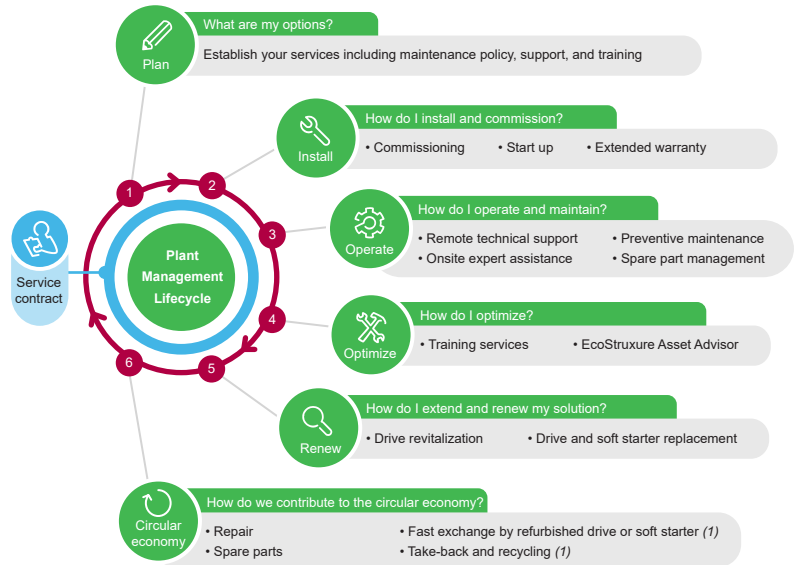 What are my options?
Plan
Establish your services including maintenance policy, support, and training
How do I install and commission?
Install
• Commissioning • Start up • Extended warranty
1
2
3
4
5
6
Plant
Management
Lifecycle
Service
contract
How do I operate and maintain?
Operate
• Remote technical support • Preventive maintenance
• Onsite expert assistance • Spare part management
How do I optimize?
Optimize
• Training services • EcoStruxure Asset Advisor
How do I extend and renew my solution?
Renew
• Drive revitalization • Drive and soft starter replacement
How do we contribute to the circular economy?
Circular
economy
• Repair • Fast exchange by refurbished drive or soft starter (1)
• Spare parts • Take-back and recycling (1)